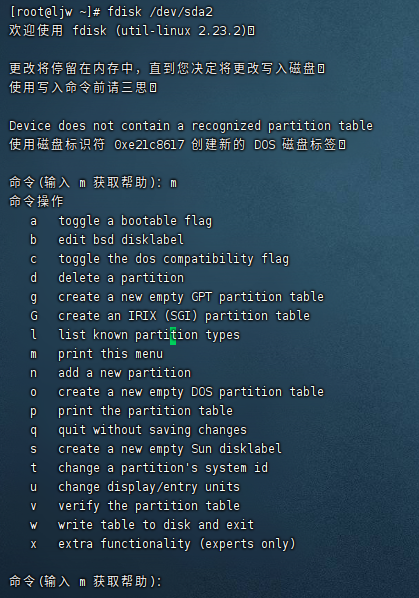 [root@ljw ~]# fdisk /dev/sda2
欢迎使用 fdisk (util-linux 2.23.2)
更改将停留在内存中，直到您决定将更改写入磁盘
使用写入命令前请三思
Device does not contain a recognized partition table
使用磁盘标识符 0xe21c8617 创建新的 DOS 磁盘标签
命令(输入 m 获取帮助)：m
命令操作
a toggle a bootable flag
b edit bsd disklabel
c toggle the dos compatibility flag
d delete a partition
g create a new empty GPT partition table
G create an IRIX (SGI) partition table
l list known partition types
m print this menu
n add a new partition
o create a new empty DOS partition table
p print the partition table
q quit without saving changes
s create a new empty Sun disklabel
t change a partition's system id
u change display/entry units
v verify the partition table
w write table to disk and exit
x extra functionality (experts only)
命令(输入 m 获取帮助)：